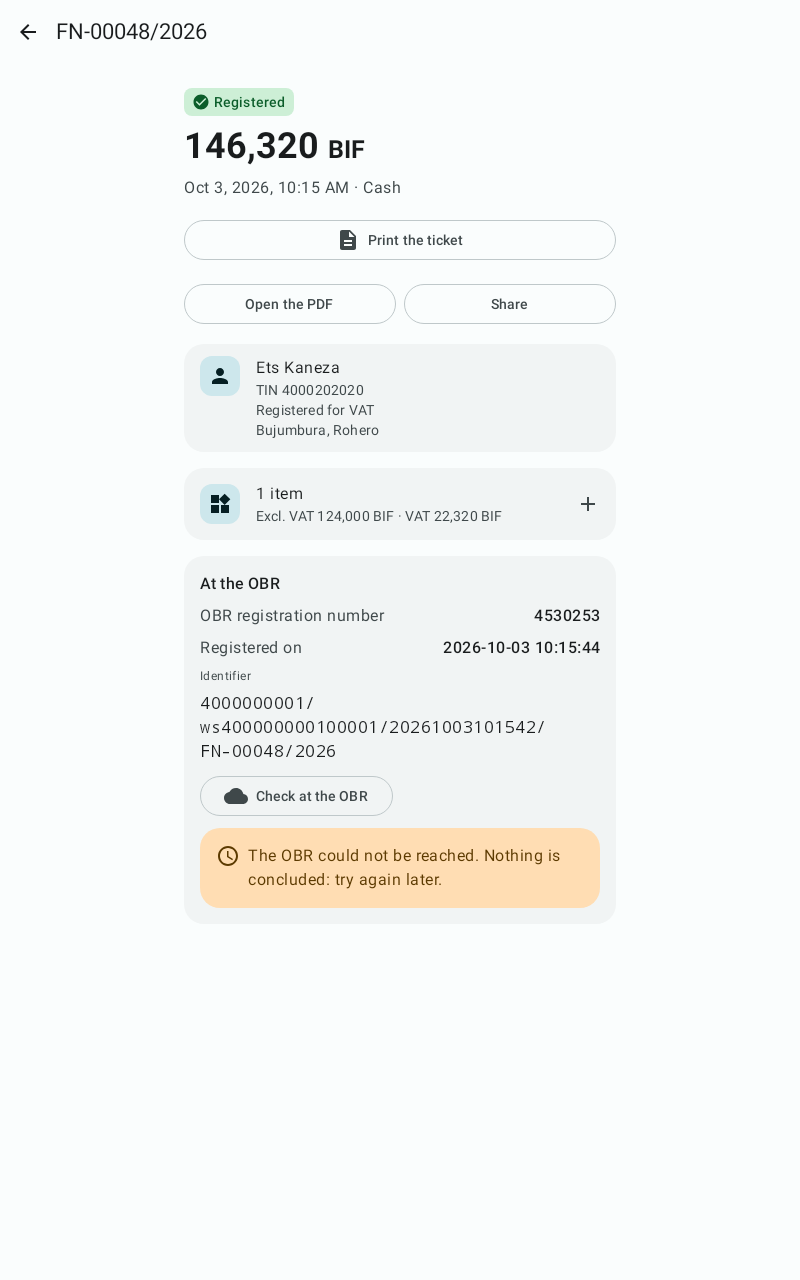 FN-00048/2026
Registered
146,320 BIF
Oct 3, 2026, 10:15 AM · Cash
Print the ticket
Open the PDF
Share
Ets Kaneza
TIN 4000202020
Registered for VAT
Bujumbura, Rohero
1 item
Excl. VAT 124,000 BIF · VAT 22,320 BIF
At the OBR
OBR registration number 4530253
Registered on 2026-10-03 10:15:44
Identifier
4000000001/
ws400000000100001/20261003101542/
FN-00048/2026
Check at the OBR
The OBR could not be reached. Nothing is
concluded: try again later.